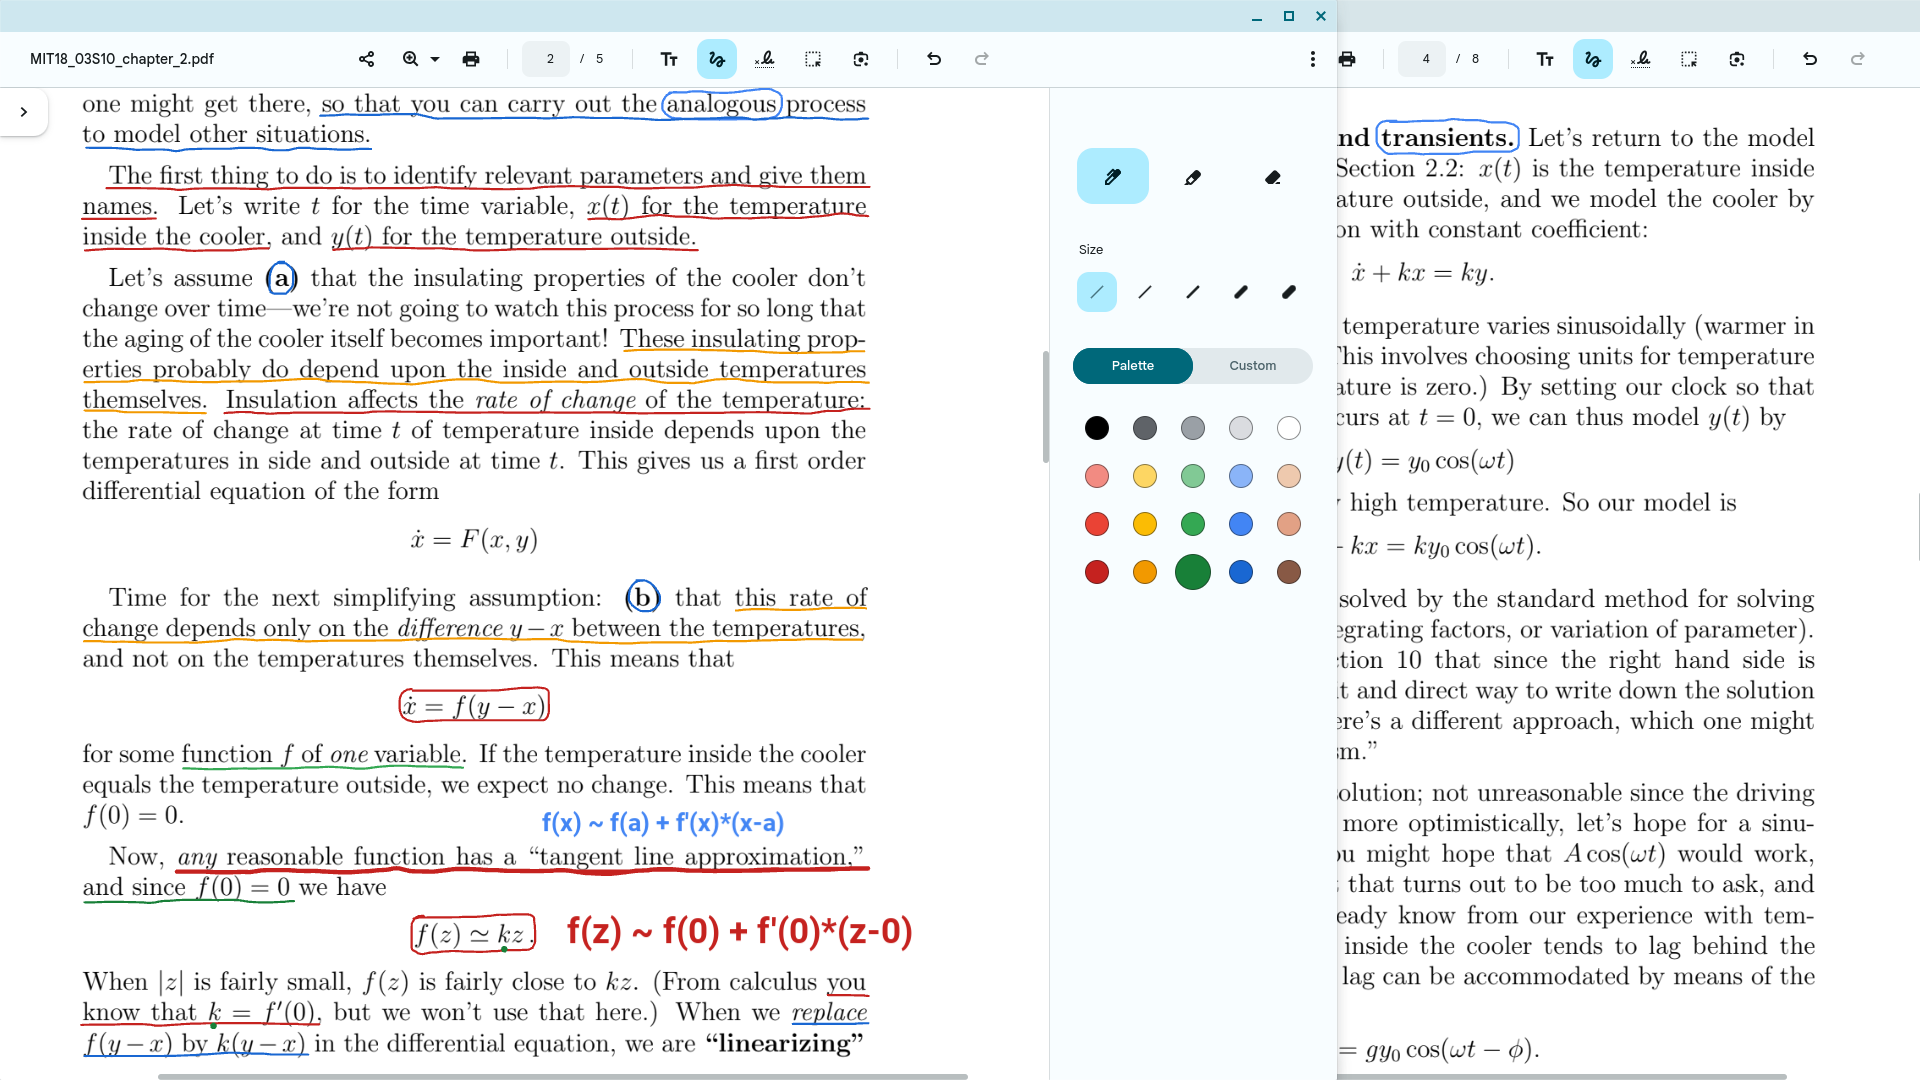 MIT18_03S10_chapter_2.pdf
2 / 5
Tт
one might get there, so that you can carry out the analogous process
to model other situations.
The first thing to do is to identify relevant parameters and give them
names. Let's write t for the time variable, x(t) for the temperature
inside the cooler, and y(t) for the temperature outside.
Let's assume (a) that the insulating properties of the cooler don't
change over time—we're not going to watch this process for so long that
the aging of the cooler itself becomes important! These insulating prop-
erties probably do depend upon the inside and outside temperatures
themselves. Insulation affects the rate of change of the temperature:
the rate of change at time t of temperature inside depends upon the
temperatures in side and outside at time t. This gives us a first order
differential equation of the form
ẋ = F(x, y)
Time for the next simplifying assumption: (b) that this rate of
change depends only on the difference y − x between the temperatures,
and not on the temperatures themselves. This means that
ẋ = f(y − x)
for some function f of one variable. If the temperature inside the cooler
equals the temperature outside, we expect no change. This means that
f(0) = 0.
f(x) ~ f(a) + f'(x)*(x-a)
Now, any reasonable function has a “tangent line approximation,”
and since f(0) = 0 we have
f(z) ≃ kz.
f(z) ~ f(0) + f'(0)*(z-0)
When |z| is fairly small, f(z) is fairly close to kz. (From calculus you
know that k = f′(0), but we won't use that here.) When we replace
f(y − x) by k(y − x) in the differential equation, we are “linearizing”
Size
Palette
Custom
4 / 8
Tт
nd transients. Let's return to the model
Section 2.2: x(t) is the temperature inside
ature outside, and we model the cooler by
on with constant coefficient:
ẋ + kx = ky.
temperature varies sinusoidally (warmer in
This involves choosing units for temperature
ature is zero.) By setting our clock so that
curs at t = 0, we can thus model y(t) by
y(t) = y₀ cos(ωt)
high temperature. So our model is
kx = ky₀ cos(ωt).
solved by the standard method for solving
egrating factors, or variation of parameter).
tion 10 that since the right hand side is
t and direct way to write down the solution
ere's a different approach, which one might
sm.”
olution; not unreasonable since the driving
more optimistically, let's hope for a sinu-
ou might hope that A cos(ωt) would work,
that turns out to be too much to ask, and
eady know from our experience with tem-
inside the cooler tends to lag behind the
lag can be accommodated by means of the
= gy₀ cos(ωt − ϕ).